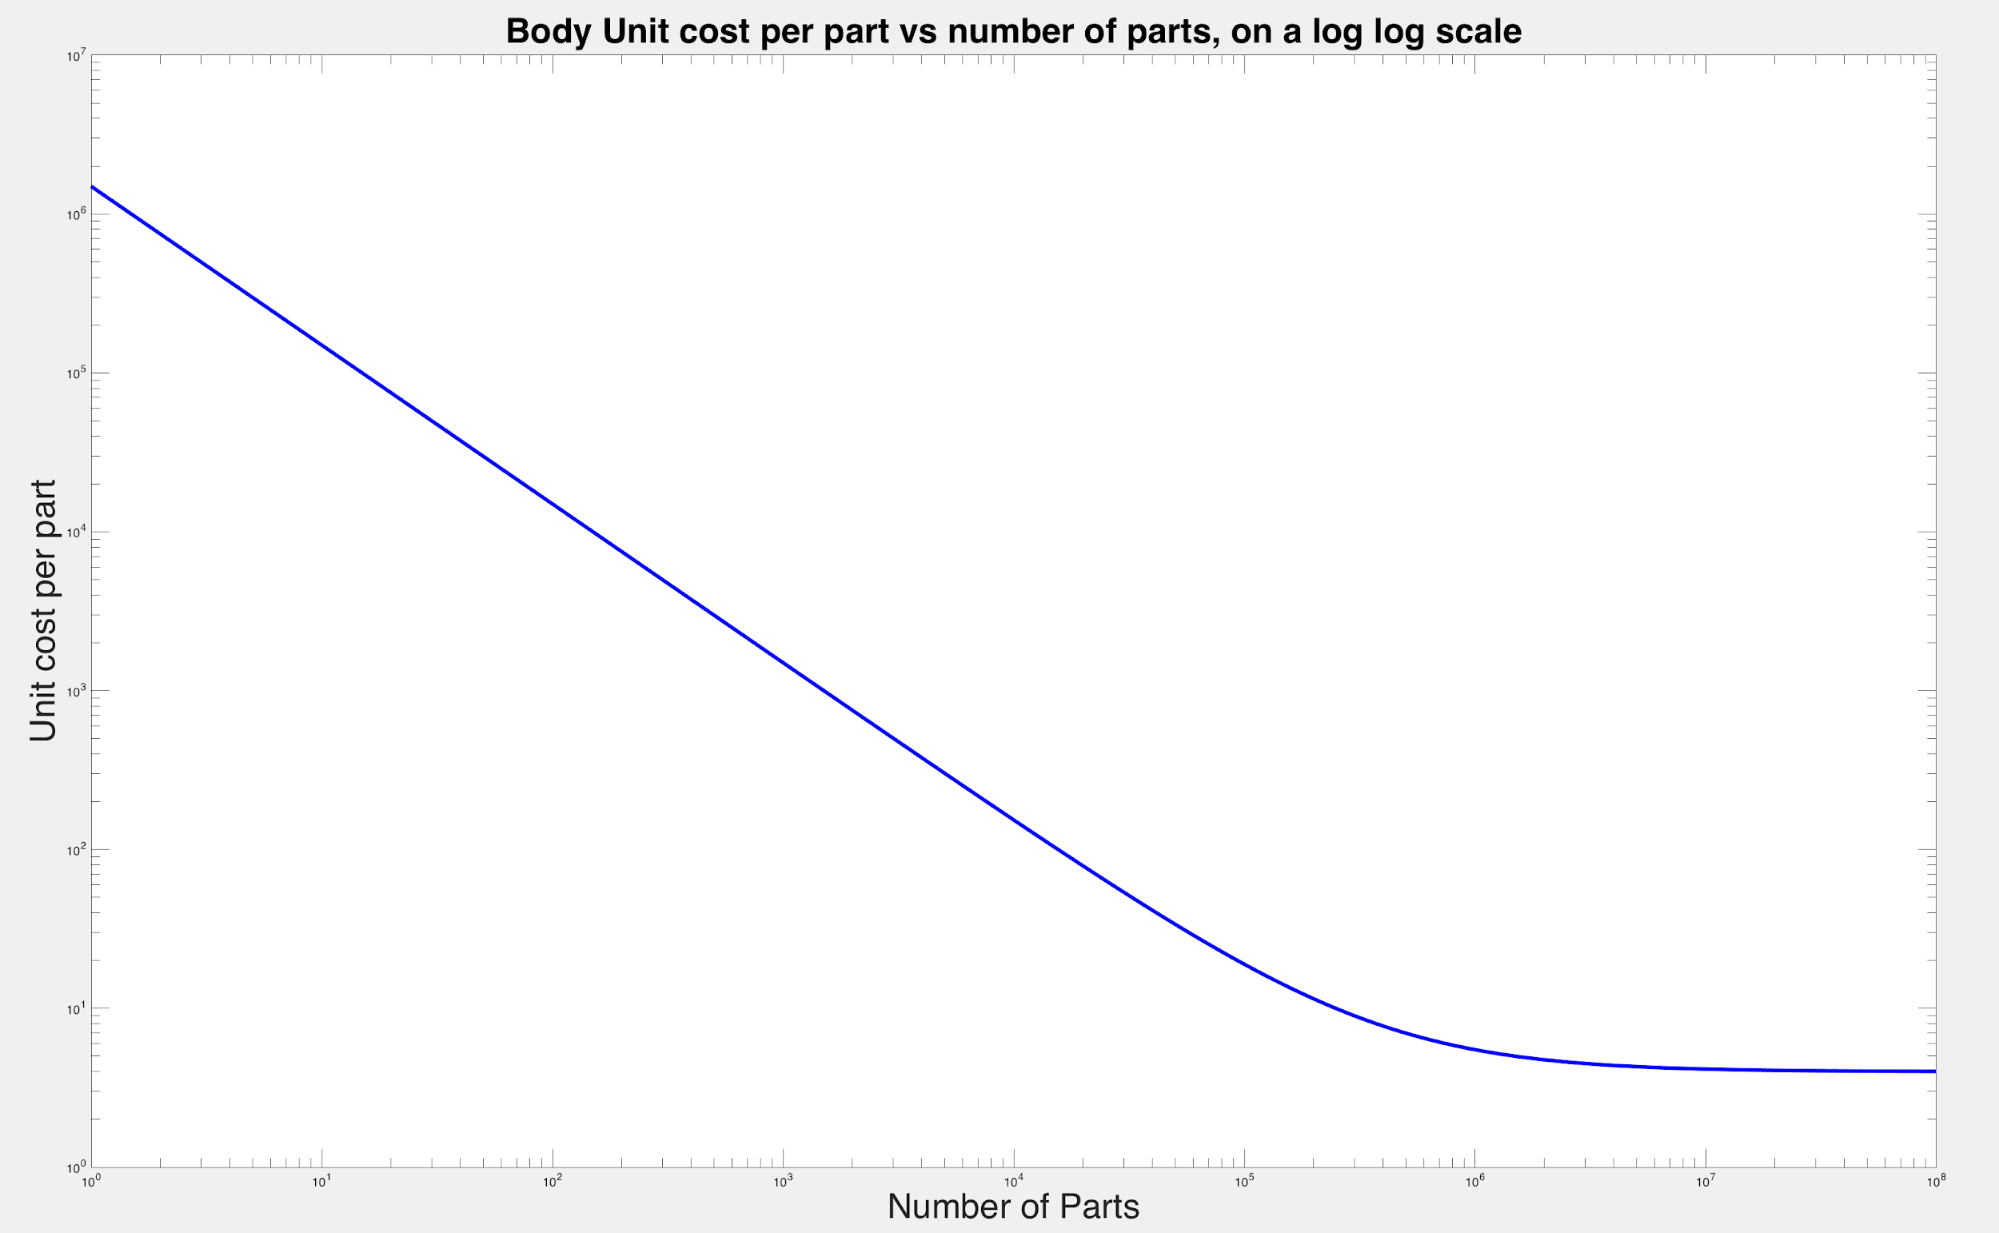 Body Unit cost per part vs number of parts, on a log log scale
10⁷
10⁶
10⁵
10⁴
10³
10²
10¹
10⁰
Unit cost per part
10⁰ 10¹ 10² 10³ 10⁴ 10⁵ 10⁶ 10⁷ 10⁸
Number of Parts